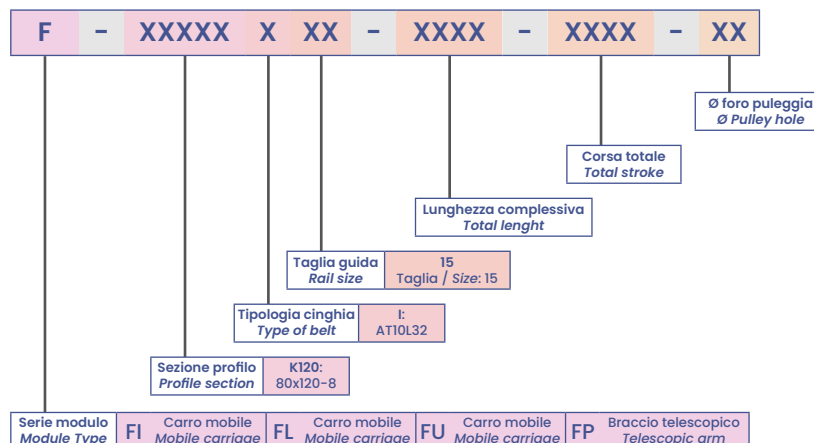 F - XXXXX X XX - XXXX - XXXX - XX
Ø foro puleggia
Ø Pulley hole
Corsa totale
Total stroke
Lunghezza complessiva
Total lenght
Taglia guida
Rail size
15
Taglia / Size: 15
Tipologia cinghia
Type of belt
I:
AT10L32
Sezione profilo
Profile section
K120:
80x120-8
Serie modulo
Module Type
FI
Carro mobile
Mobile carriage
FL
Carro mobile
Mobile carriage
FU
Carro mobile
Mobile carriage
FP
Braccio telescopico
Telescopic arm